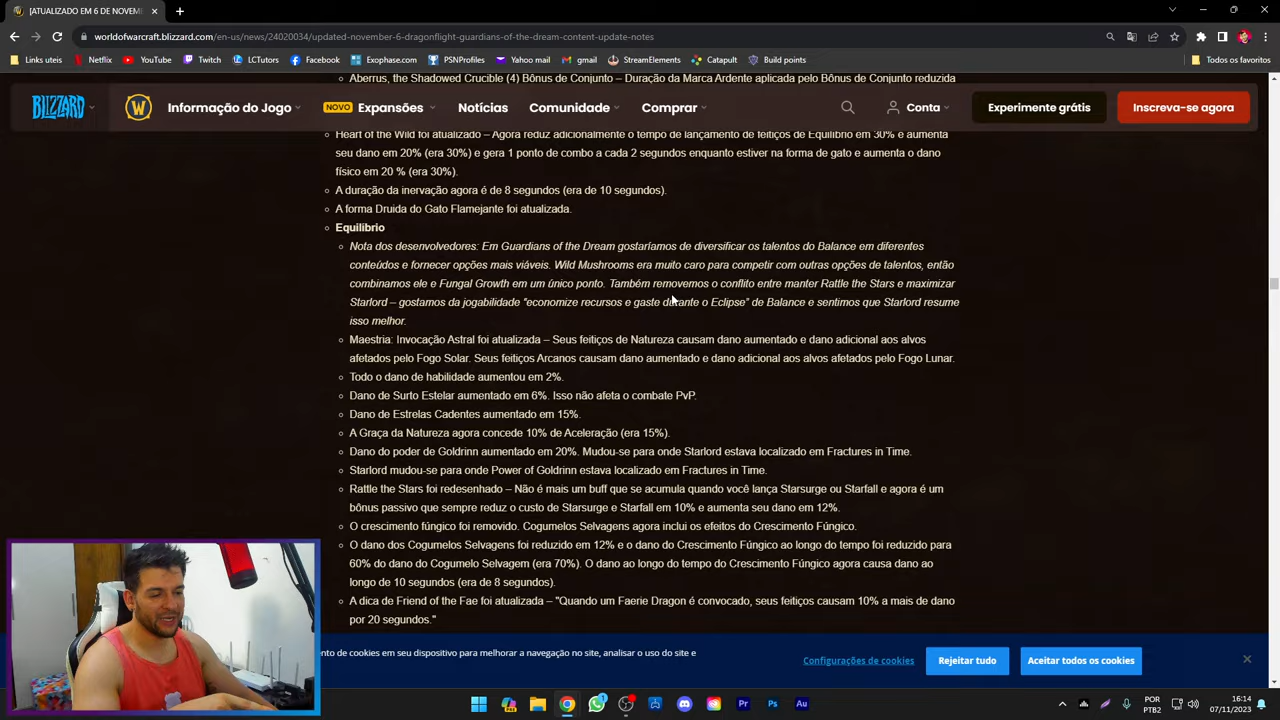 [ATUALIZADO EM 6 DE NOVEM
worldofwarcraft.blizzard.com/en-us/news/24020034/updated-november-6-dragonflight-guardians-of-the-dream-content-update-notes
Links uteis
Netflix
YouTube
Twitch
LCTutors
Facebook
Exophase.com
PSNProfiles
Yahoo mail
gmail
StreamElements
Catapult
Build points
Todos os favoritos
Aberrus, the Shadowed Crucible (4) Bônus de Conjunto – Duração da Marca Ardente aplicada pelo Bônus de Conjunto reduzida
BLIZZARD
Informação do Jogo
NOVO
Expansões
Notícias
Comunidade
Comprar
Conta
Experimente grátis
Inscreva-se agora
Heart of the Wild foi atualizado – Agora reduz adicionalmente o tempo de lançamento de feitiços de Equilíbrio em 30% e aumenta
seu dano em 20% (era 30%) e gera 1 ponto de combo a cada 2 segundos enquanto estiver na forma de gato e aumenta o dano
físico em 20 % (era 30%).
A duração da inervação agora é de 8 segundos (era de 10 segundos).
A forma Druida do Gato Flamejante foi atualizada.
Equilíbrio
Nota dos desenvolvedores: Em Guardians of the Dream gostaríamos de diversificar os talentos do Balance em diferentes
conteúdos e fornecer opções mais viáveis. Wild Mushrooms era muito caro para competir com outras opções de talentos, então
combinamos ele e Fungal Growth em um único ponto. Também removemos o conflito entre manter Rattle the Stars e maximizar
Starlord – gostamos da jogabilidade “economize recursos e gaste durante o Eclipse” de Balance e sentimos que Starlord resume
isso melhor.
Maestria: Invocação Astral foi atualizada – Seus feitiços de Natureza causam dano aumentado e dano adicional aos alvos
afetados pelo Fogo Solar. Seus feitiços Arcanos causam dano aumentado e dano adicional aos alvos afetados pelo Fogo Lunar.
Todo o dano de habilidade aumentou em 2%.
Dano de Surto Estelar aumentado em 6%. Isso não afeta o combate PvP.
Dano de Estrelas Cadentes aumentado em 15%.
A Graça da Natureza agora concede 10% de Aceleração (era 15%).
Dano do poder de Goldrinn aumentado em 20%. Mudou-se para onde Starlord estava localizado em Fractures in Time.
Starlord mudou-se para onde Power of Goldrinn estava localizado em Fractures in Time.
Rattle the Stars foi redesenhado – Não é mais um buff que se acumula quando você lança Starsurge ou Starfall e agora é um
bônus passivo que sempre reduz o custo de Starsurge e Starfall em 10% e aumenta seu dano em 12%.
O crescimento fúngico foi removido. Cogumelos Selvagens agora inclui os efeitos do Crescimento Fúngico.
O dano dos Cogumelos Selvagens foi reduzido em 12% e o dano do Crescimento Fúngico ao longo do tempo foi reduzido para
60% do dano do Cogumelo Selvagem (era 70%). O dano ao longo do tempo do Crescimento Fúngico agora causa dano ao
longo de 10 segundos (era de 8 segundos).
A dica de Friend of the Fae foi atualizada – "Quando um Faerie Dragon é convocado, seus feitiços causam 10% a mais de dano
por 20 segundos."
nto de cookies em seu dispositivo para melhorar a navegação no site, analisar o uso do site e
Configurações de cookies
Rejeitar tudo
Aceitar todos os cookies
POR
PTB2
16:14
07/11/2023